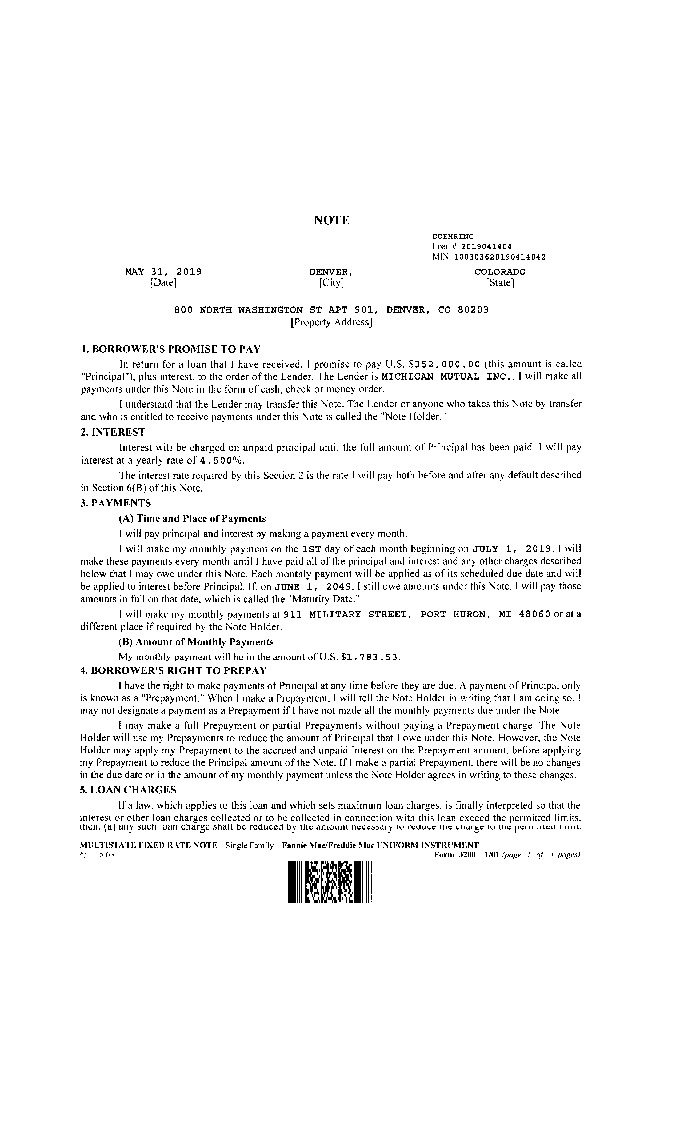 NOTE
Loan # 2019041404
MIN 100303620190414042
MAY 31, 2019 DENVER, COLORADO
[Date] [City] [State]
800 NORTH WASHINGTON ST APT 901, DENVER, CO 80203
[Property Address]
1. BORROWER'S PROMISE TO PAY
In return for a loan that I have received, I promise to pay U.S. $352,000.00 (this amount is called
"Principal"), plus interest, to the order of the Lender. The Lender is MICHIGAN MUTUAL INC.. I will make all
payments under this Note in the form of cash, check or money order.
I understand that the Lender may transfer this Note. The Lender or anyone who takes this Note by transfer
and who is entitled to receive payments under this Note is called the "Note Holder."
2. INTEREST
Interest will be charged on unpaid principal until the full amount of Principal has been paid. I will pay
interest at a yearly rate of 4.500%.
The interest rate required by this Section 2 is the rate I will pay both before and after any default described
in Section 6(B) of this Note.
3. PAYMENTS
(A) Time and Place of Payments
I will pay principal and interest by making a payment every month.
I will make my monthly payment on the 1ST day of each month beginning on JULY 1, 2019. I will
make these payments every month until I have paid all of the principal and interest and any other charges described
below that I may owe under this Note. Each monthly payment will be applied as of its scheduled due date and will
be applied to interest before Principal. If, on JUNE 1, 2049, I still owe amounts under this Note, I will pay those
amounts in full on that date, which is called the "Maturity Date."
I will make my monthly payments at 911 MILITARY STREET, PORT HURON, MI 48060 or at a
different place if required by the Note Holder.
(B) Amount of Monthly Payments
My monthly payment will be in the amount of U.S. $1,783.53.
4. BORROWER'S RIGHT TO PREPAY
I have the right to make payments of Principal at any time before they are due. A payment of Principal only
is known as a "Prepayment." When I make a Prepayment, I will tell the Note Holder in writing that I am doing so. I
may not designate a payment as a Prepayment if I have not made all the monthly payments due under the Note
I may make a full Prepayment or partial Prepayments without paying a Prepayment charge. The Note
Holder will use my Prepayments to reduce the amount of Principal that I owe under this Note. However, the Note
Holder may apply my Prepayment to the accrued and unpaid Interest on the Prepayment amount, before applying
my Prepayment to reduce the Principal amount of the Note. If I make a partial Prepayment, there will be no changes
in the due date or in the amount of my monthly payment unless the Note Holder agrees in writing to those changes.
5. LOAN CHARGES
If a law, which applies to this loan and which sets maximum loan charges, is finally interpreted so that the
interest or other loan charges collected or to be collected in connection with this loan exceed the permitted limits,
then: (a) any such loan charge shall be reduced by the amount necessary to reduce the charge to the permitted limit;
MULTISTATE FIXED RATE NOTE - Single Family - Fannie Mae/Freddie Mac UNIFORM INSTRUMENT
Form 3200 1/01 (page 1 of pages)